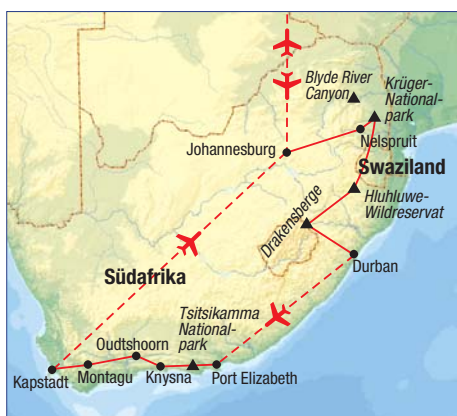 Blyde River
Canyon
Krüger-
National-
park
Johannesburg
Nelspruit
Swaziland
Hluhluwe-
Wildreservat
Drakensberge
Südafrika
Durban
Tsitsikamma
National-
park
Oudtshoorn
Kapstadt
Montagu
Knysna
Port Elizabeth